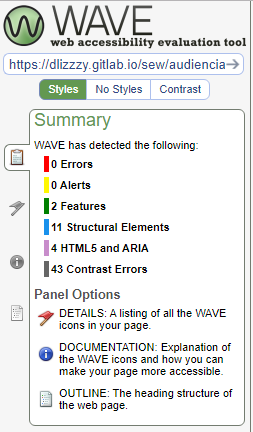 WAVE
web accessibility evaluation tool
https://dlizzzy.gitlab.io/sew/audiencia
Styles No Styles Contrast
Summary
WAVE has detected the following:
0 Errors
0 Alerts
2 Features
11 Structural Elements
4 HTML5 and ARIA
43 Contrast Errors
Panel Options
DETAILS: A listing of all the WAVE
icons in your page.
DOCUMENTATION: Explanation of
the WAVE icons and how you can
make your page more accessible.
OUTLINE: The heading structure of
the web page.